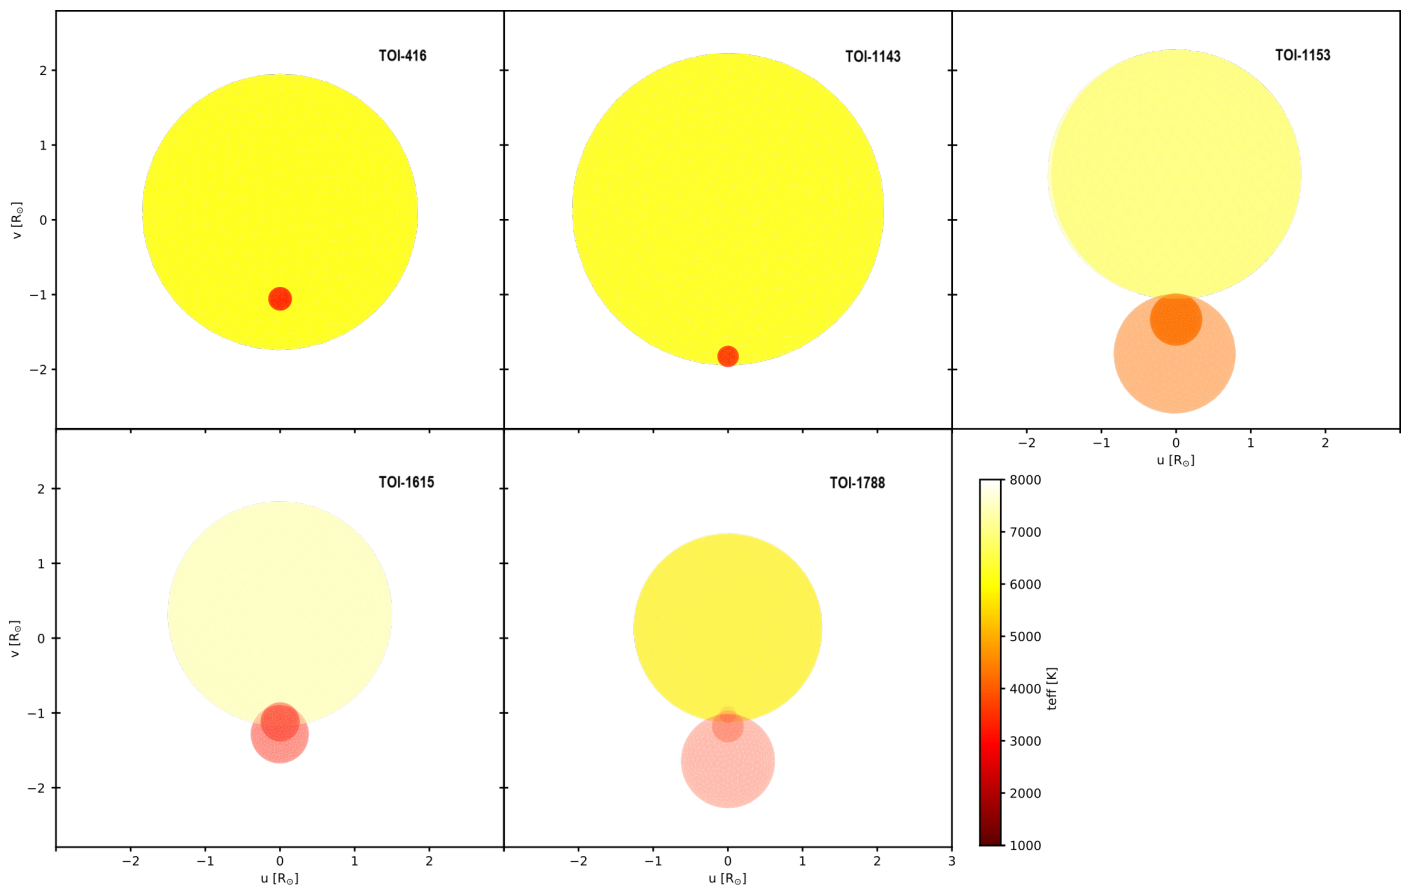 TOI-416
TOI-1143
TOI-1153
2
1
0
−1
−2
v [R⊙]
−2 −1 0 1 2
u [R⊙]
TOI-1615
TOI-1788
2
1
0
−1
−2
v [R⊙]
8000
7000
6000
5000
4000
3000
2000
1000
teff [K]
−2 −1 0 1 2
−2 −1 0 1 2 3
u [R⊙]
u [R⊙]